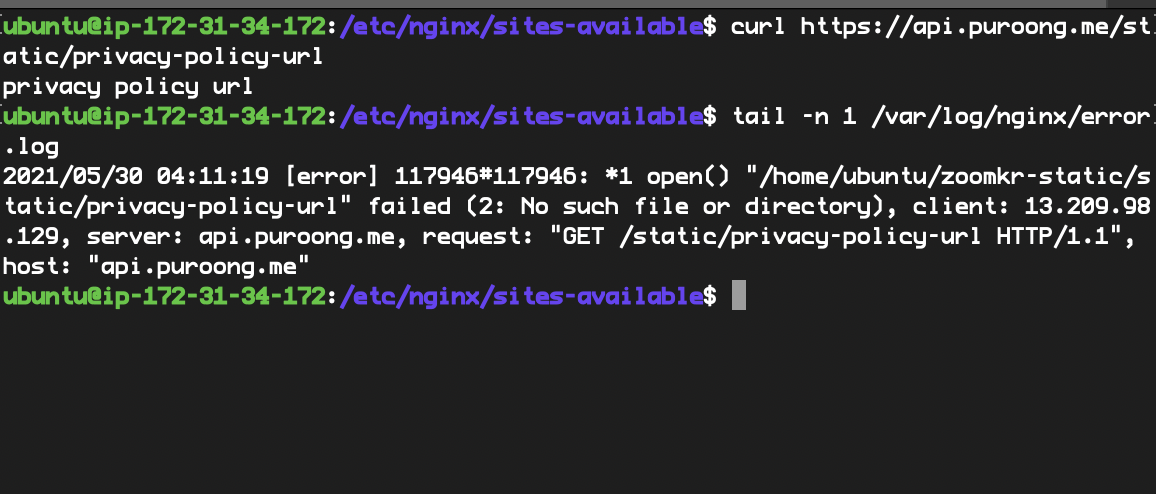 ubuntu@ip-172-31-34-172:/etc/nginx/sites-available$ curl https://api.puroong.me/st
atic/privacy-policy-url
privacy policy url
ubuntu@ip-172-31-34-172:/etc/nginx/sites-available$ tail -n 1 /var/log/nginx/error
.log
2021/05/30 04:11:19 [error] 117946#117946: *1 open() "/home/ubuntu/zoomkr-static/s
tatic/privacy-policy-url" failed (2: No such file or directory), client: 13.209.98
.129, server: api.puroong.me, request: "GET /static/privacy-policy-url HTTP/1.1",
host: "api.puroong.me"
ubuntu@ip-172-31-34-172:/etc/nginx/sites-available$